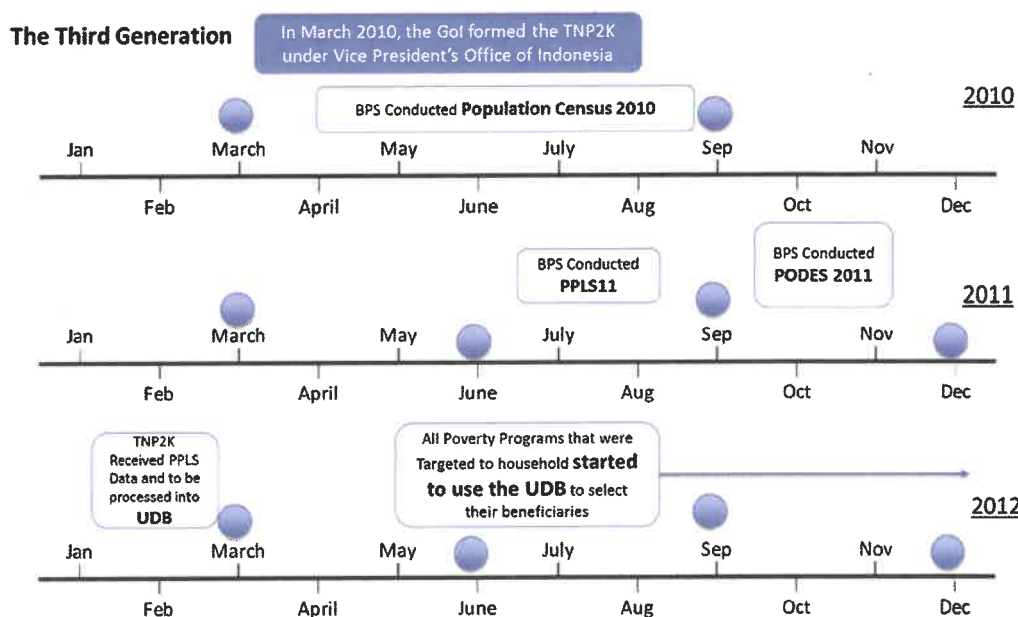 The Third Generation
In March 2010, the GoI formed the TNP2K
under Vice President's Office of Indonesia
BPS Conducted Population Census 2010
2010
Jan
March
May
July
Sep
Nov
Feb
April
June
Aug
Oct
Dec
BPS Conducted
PPLS11
BPS Conducted
PODES 2011
2011
Jan
March
May
July
Sep
Nov
Feb
April
June
Aug
Oct
Dec
TNP2K
Received PPLS
Data and to be
processed into
UDB
All Poverty Programs that were
Targeted to household started
to use the UDB to select
their beneficiaries
2012
Jan
March
May
July
Sep
Nov
Feb
April
June
Aug
Oct
Dec